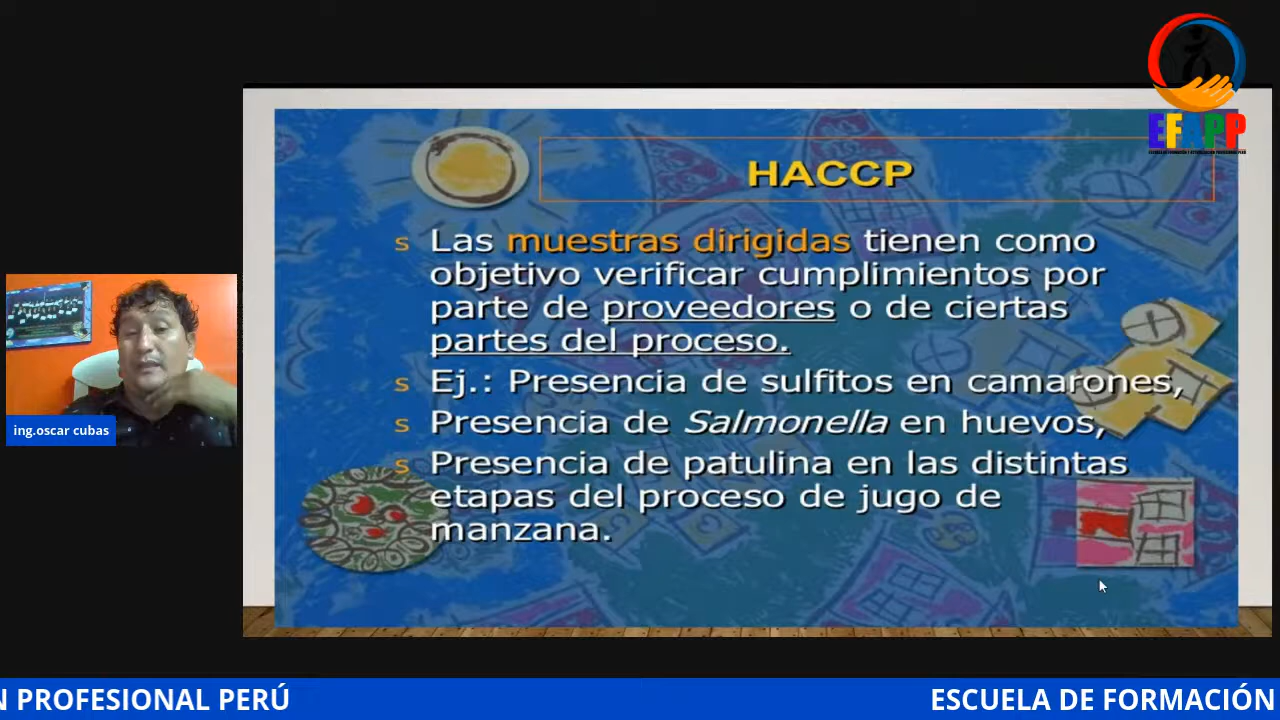 EFAPP
HACCP
s Las muestras dirigidas tienen como
objetivo verificar cumplimientos por
parte de proveedores o de ciertas
partes del proceso.
s Ej.: Presencia de sulfitos en camarones,
s Presencia de Salmonella en huevos,
s Presencia de patulina en las distintas
etapas del proceso de jugo de
manzana.
ing.oscar cubas
N PROFESIONAL PERÚ
ESCUELA DE FORMACIÓN